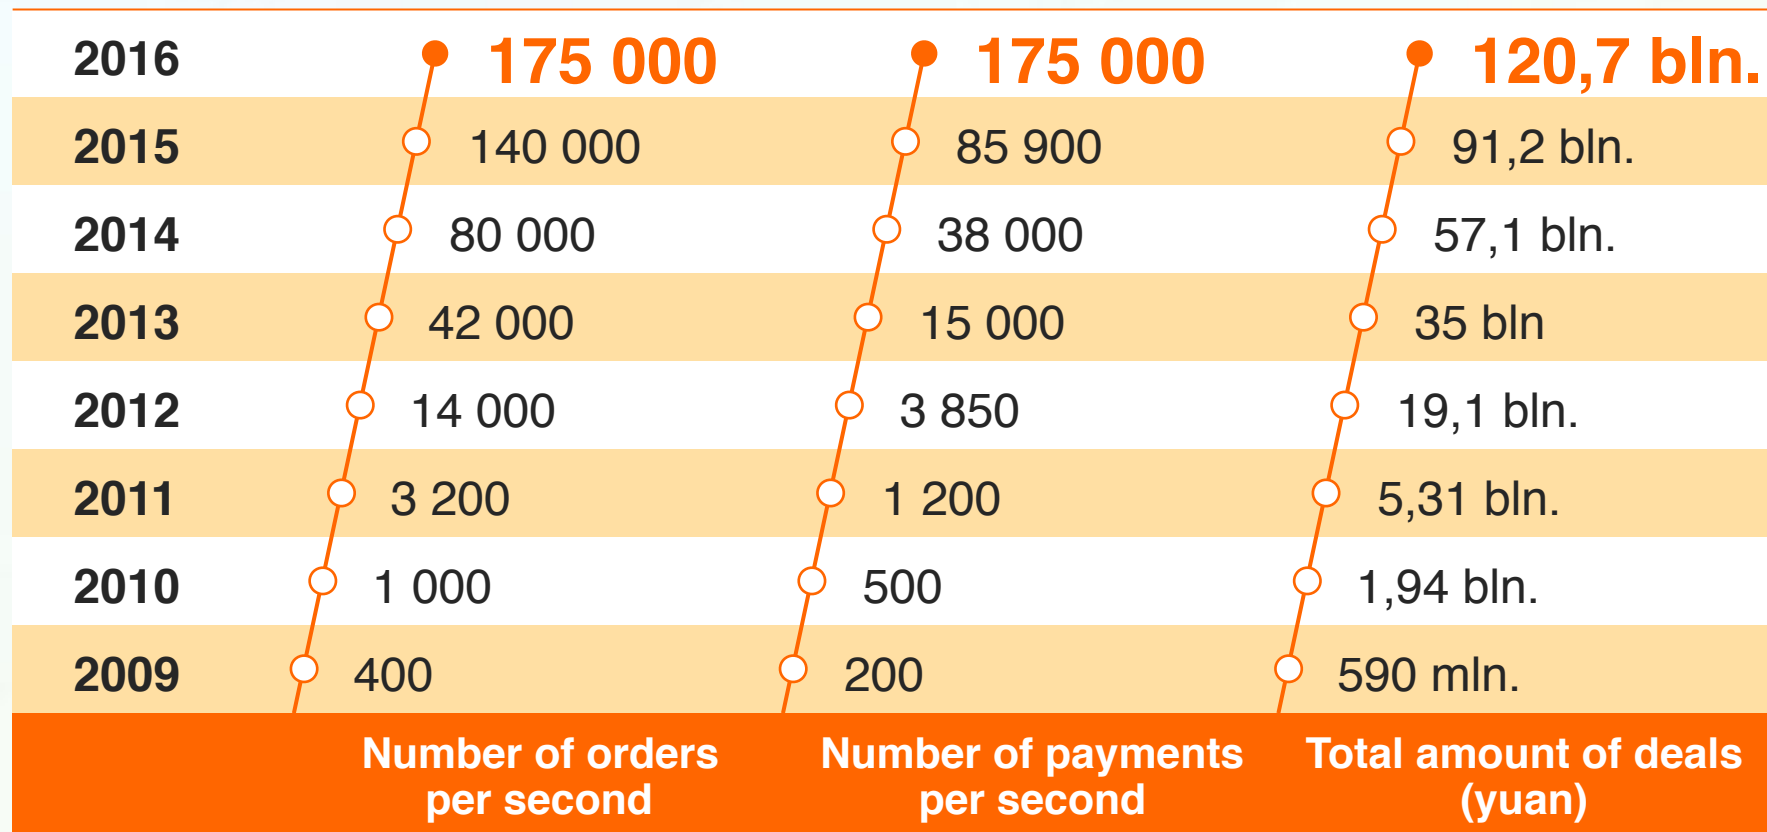 2016 175 000 175 000 120,7 bln.
2015 140 000 85 900 91,2 bln.
2014 80 000 38 000 57,1 bln.
2013 42 000 15 000 35 bln
2012 14 000 3 850 19,1 bln.
2011 3 200 1 200 5,31 bln.
2010 1 000 500 1,94 bln.
2009 400 200 590 mln.
Number of orders Number of payments Total amount of deals
per second per second (yuan)